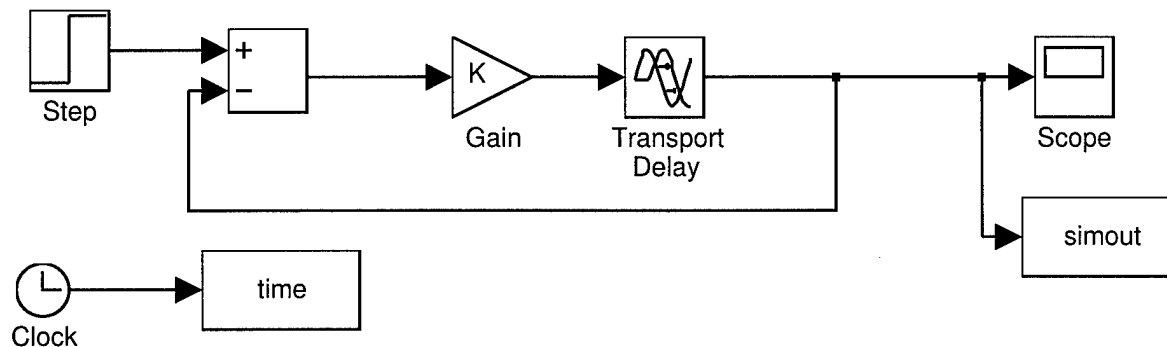 +
−
Step
K
Gain
Transport
Delay
Scope
simout
time
Clock